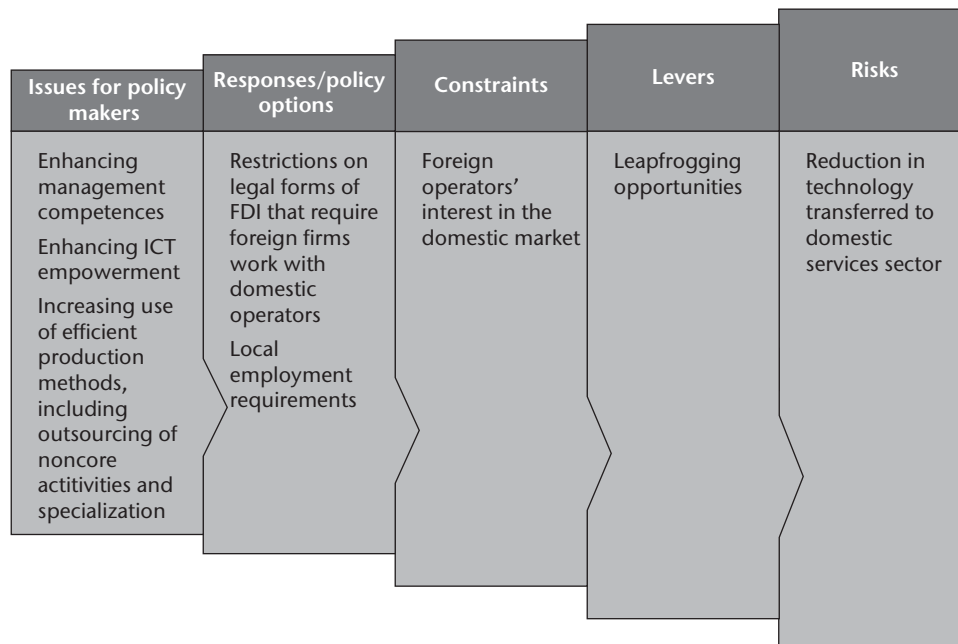 Issues for policy
makers
Enhancing
management
competences
Enhancing ICT
empowerment
Increasing use
of efficient
production
methods,
including
outsourcing of
noncore
actitivities and
specialization
Responses/policy
options
Restrictions on
legal forms of
FDI that require
foreign firms
work with
domestic
operators
Local
employment
requirements
Constraints
Foreign
operators’
interest in the
domestic market
Levers
Leapfrogging
opportunities
Risks
Reduction in
technology
transferred to
domestic
services sector